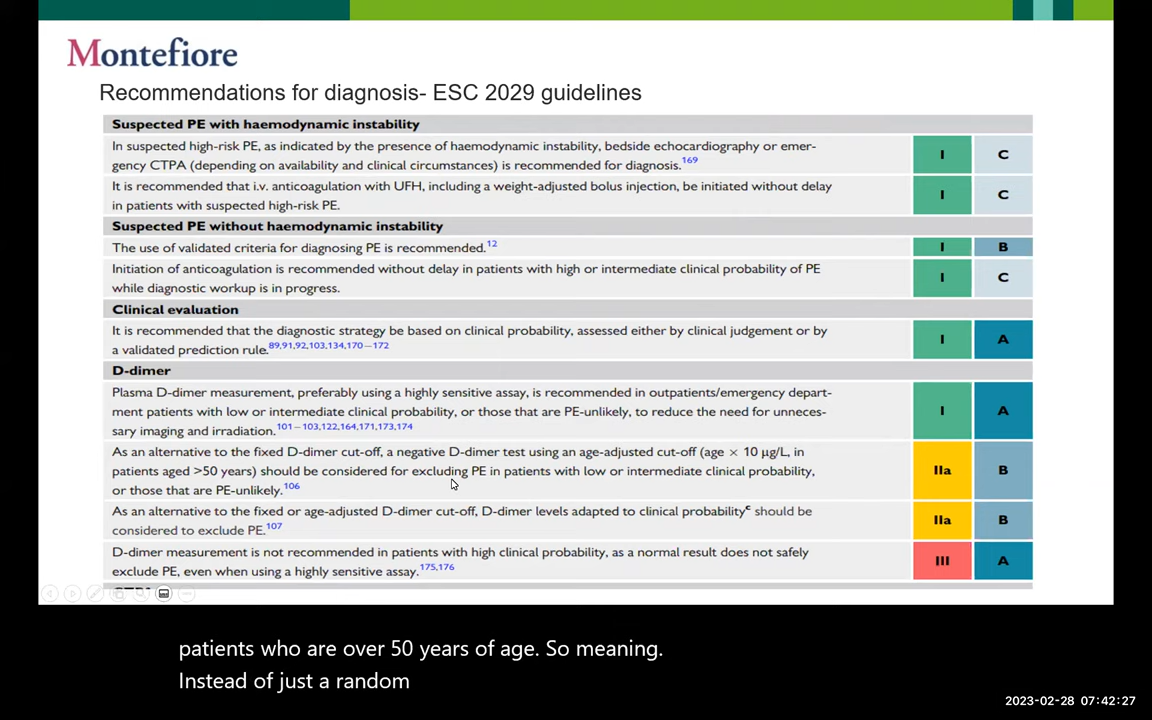 Montefiore
Recommendations for diagnosis- ESC 2029 guidelines
Suspected PE with haemodynamic instability
In suspected high-risk PE, as indicated by the presence of haemodynamic instability, bedside echocardiography or emer-
gency CTPA (depending on availability and clinical circumstances) is recommended for diagnosis.169
I C
It is recommended that i.v. anticoagulation with UFH, including a weight-adjusted bolus injection, be initiated without delay
in patients with suspected high-risk PE.
I C
Suspected PE without haemodynamic instability
The use of validated criteria for diagnosing PE is recommended.12
I B
Initiation of anticoagulation is recommended without delay in patients with high or intermediate clinical probability of PE
while diagnostic workup is in progress.
I C
Clinical evaluation
It is recommended that the diagnostic strategy be based on clinical probability, assessed either by clinical judgement or by
a validated prediction rule.89,91,92,103,134,170–172
I A
D-dimer
Plasma D-dimer measurement, preferably using a highly sensitive assay, is recommended in outpatients/emergency depart-
ment patients with low or intermediate clinical probability, or those that are PE-unlikely, to reduce the need for unneces-
sary imaging and irradiation.101–103,122,164,171,173,174
I A
As an alternative to the fixed D-dimer cut-off, a negative D-dimer test using an age-adjusted cut-off (age × 10 µg/L, in
patients aged >50 years) should be considered for excluding PE in patients with low or intermediate clinical probability,
or those that are PE-unlikely.106
IIa B
As an alternative to the fixed or age-adjusted D-dimer cut-off, D-dimer levels adapted to clinical probabilityc should be
considered to exclude PE.107
IIa B
D-dimer measurement is not recommended in patients with high clinical probability, as a normal result does not safely
exclude PE, even when using a highly sensitive assay.175,176
III A
patients who are over 50 years of age. So meaning.
Instead of just a random
2023-02-28 07:42:27